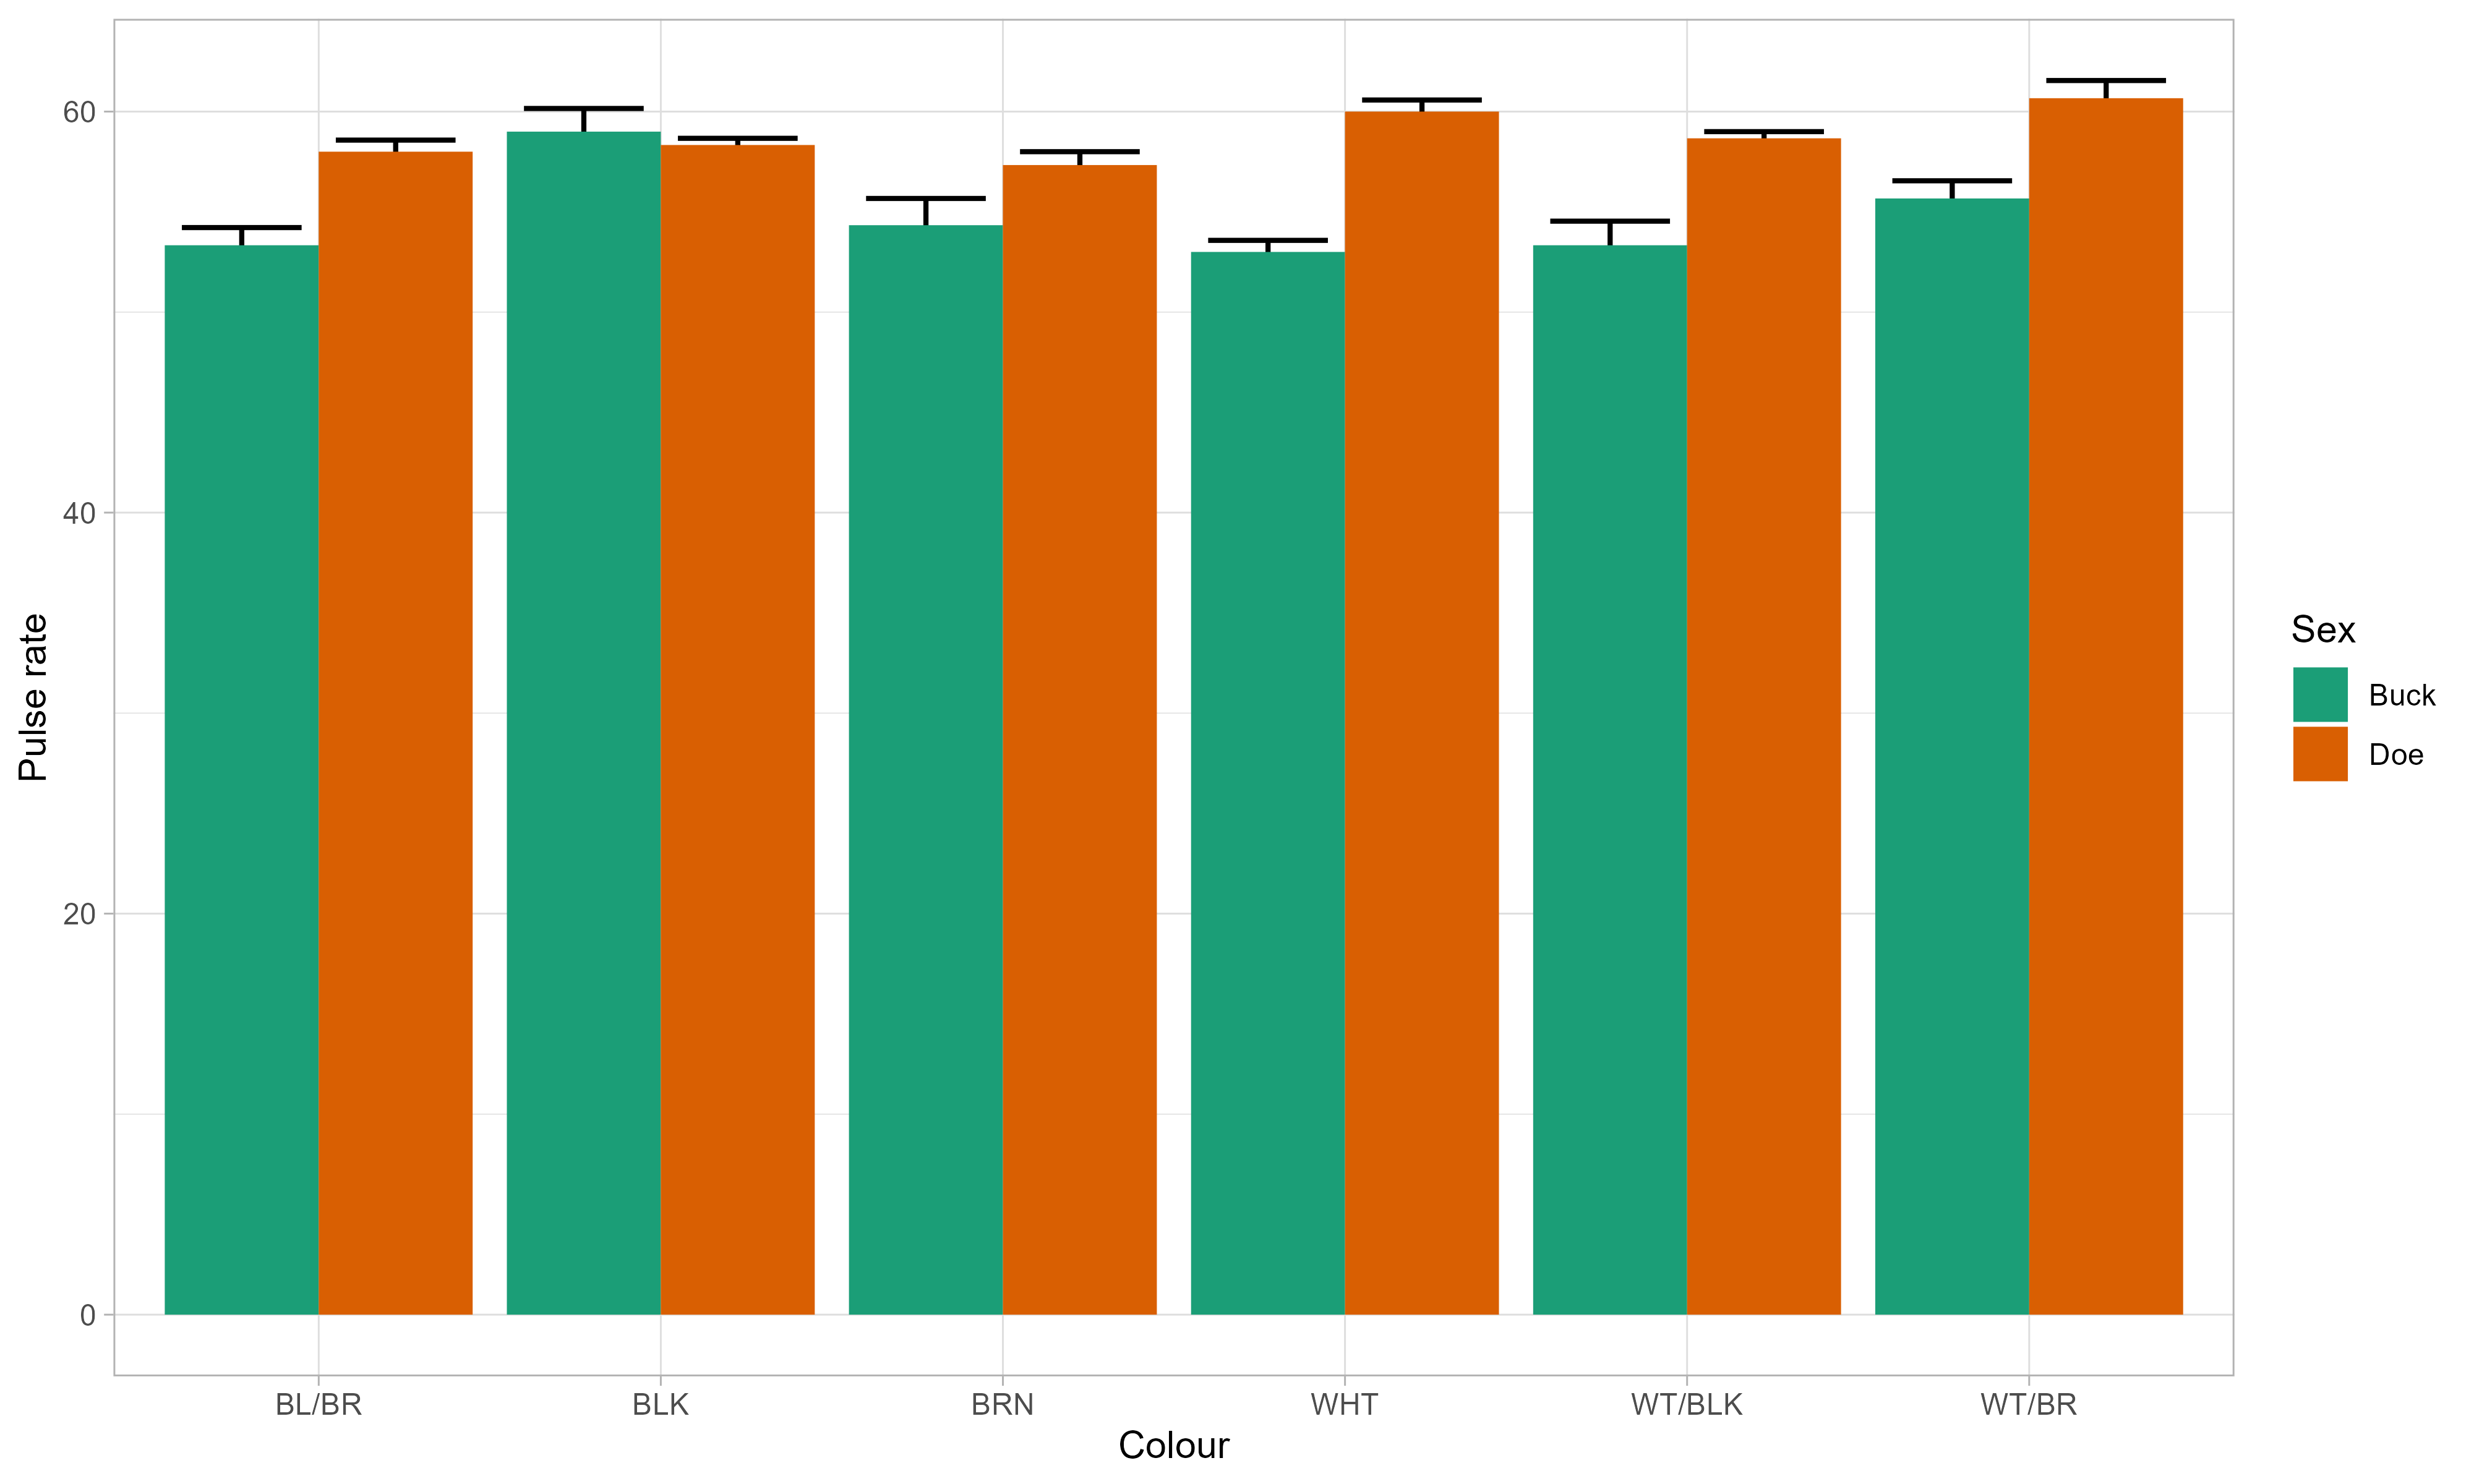 60
40
20
0
Pulse rate
BL/BR
BLK
BRN
WHT
WT/BLK
WT/BR
Colour
Sex
Buck
Doe